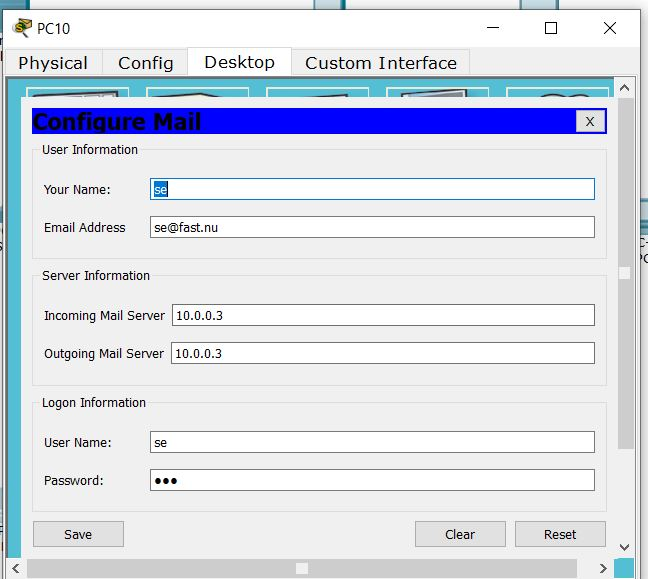 PC10
Physical Config Desktop Custom Interface
Configure Mail X
User Information
Your Name: se
Email Address se@fast.nu
Server Information
Incoming Mail Server 10.0.0.3
Outgoing Mail Server 10.0.0.3
Logon Information
User Name: se
Password: ●●●
Save Clear Reset